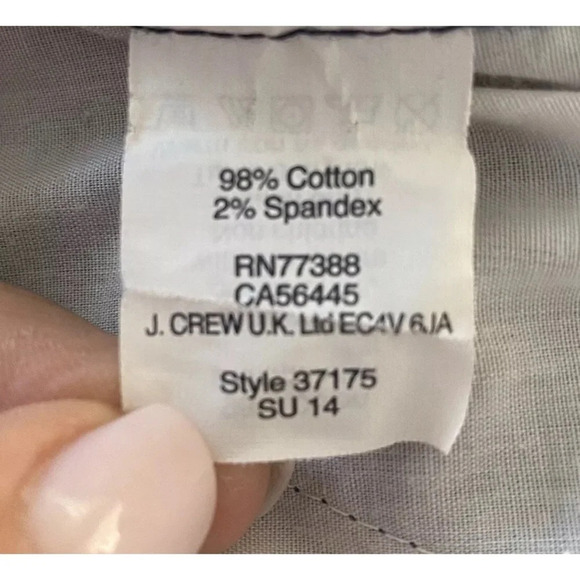 98% Cotton
2% Spandex
RN77388
CA56445
J. CREW U.K. Ltd EC4V 6JA
Style 37175
SU 14